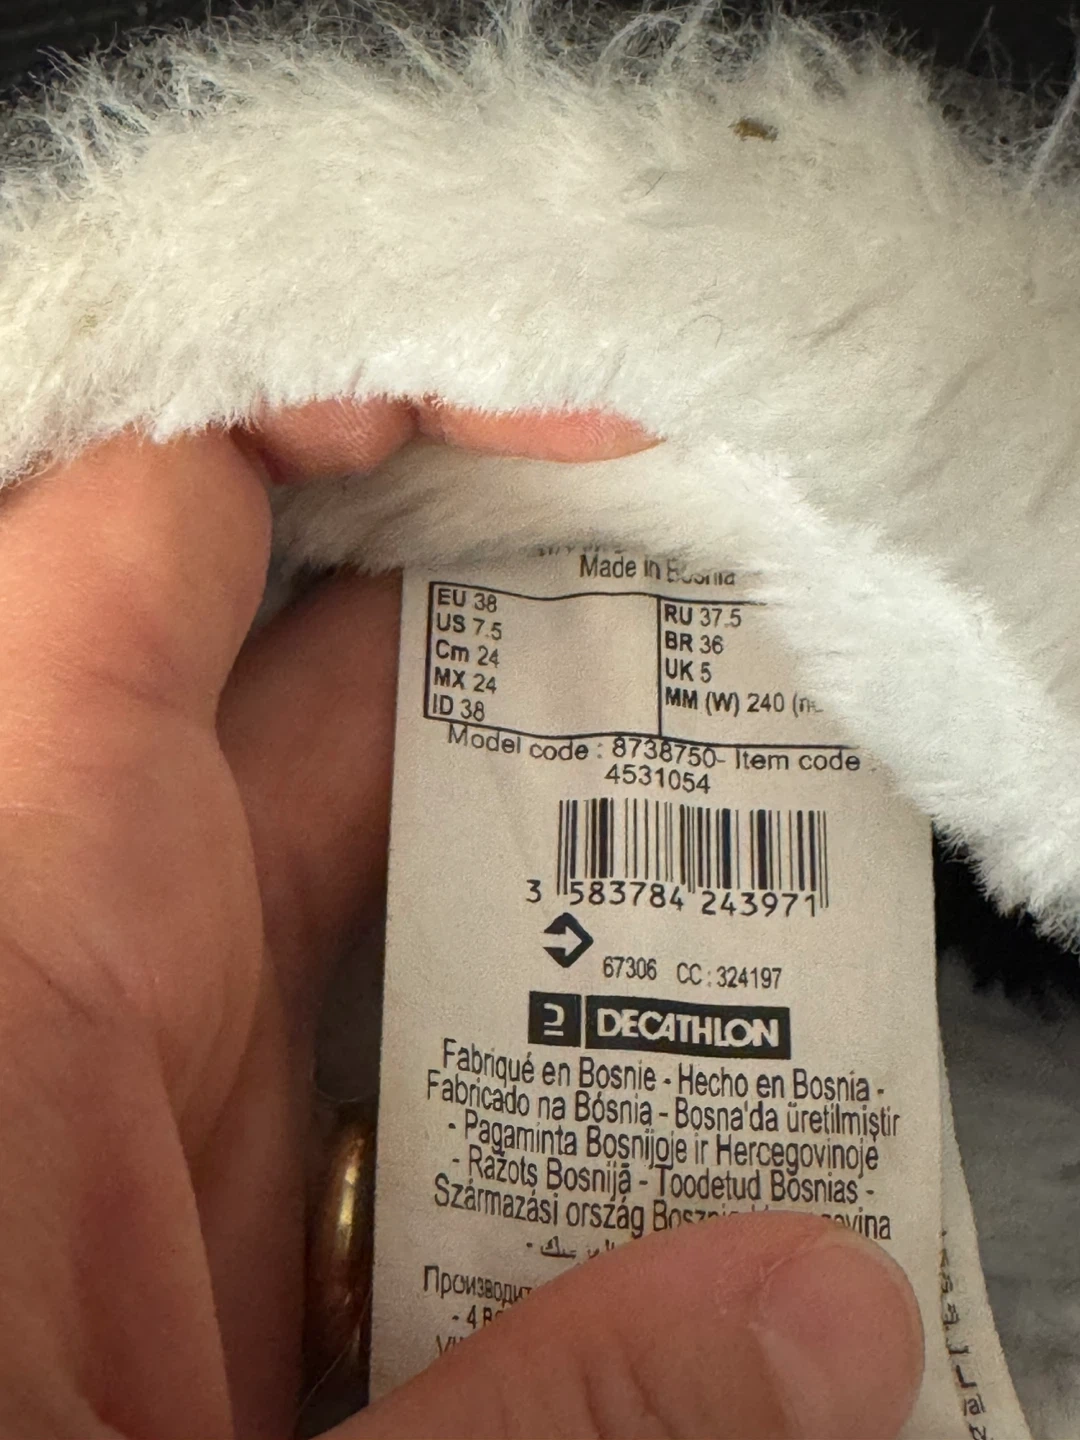 Made in Bosnia
EU 38
US 7.5
Cm 24
MX 24
ID 38
RU 37.5
BR 36
UK 5
MM (W) 240
Model code : 8738750- Item code :
4531054
3 583784 243971
67306 CC : 324197
DECATHLON
Fabriqué en Bosnie - Hecho en Bosnia -
Fabricado na Bósnia - Bosna'da üretilmiştir
- Pagaminta Bosnijoje ir Hercegovinoje
- Ražots Bosnijā - Toodetud Bosnias -
Származási ország
- 4